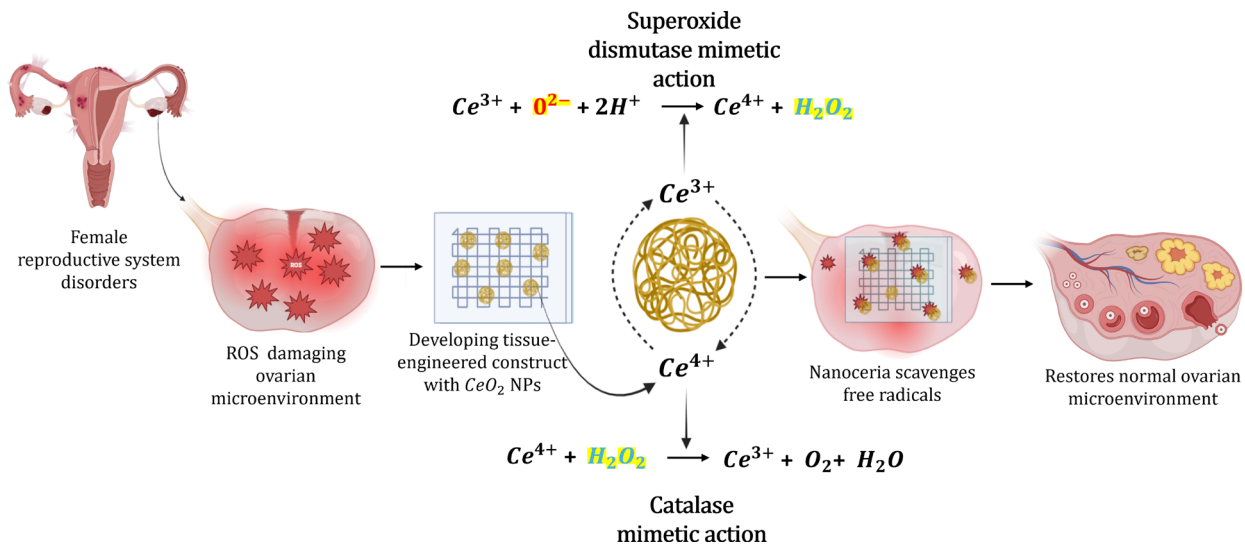 Superoxide
dismutase mimetic
action
Ce³⁺ + O²⁻ + 2H⁺ → Ce⁴⁺ + H₂O₂
Ce³⁺
Female
reproductive system
disorders
ROS
ROS damaging
ovarian
microenvironment
Developing tissue-
engineered construct
with CeO₂ NPs
Ce⁴⁺
Nanoceria scavenges
free radicals
Restores normal ovarian
microenvironment
Ce⁴⁺ + H₂O₂ → Ce³⁺ + O₂+ H₂O
Catalase
mimetic action